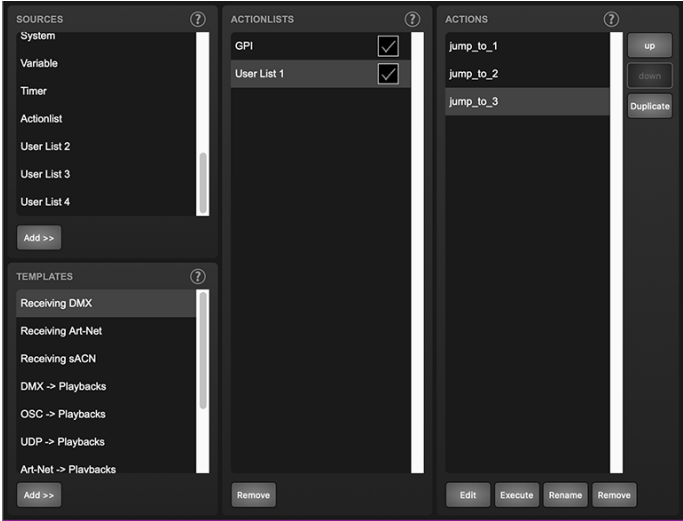 SOURCES ?
System
Variable
Timer
Actionlist
User List 2
User List 3
User List 4
Add >>
TEMPLATES ?
Receiving DMX
Receiving Art-Net
Receiving sACN
DMX -> Playbacks
OSC -> Playbacks
UDP -> Playbacks
Art-Net -> Playbacks
Add >>
ACTIONLISTS ?
GPI
User List 1
Remove
ACTIONS ?
jump_to_1
jump_to_2
jump_to_3
up
down
Duplicate
Edit Execute Rename Remove